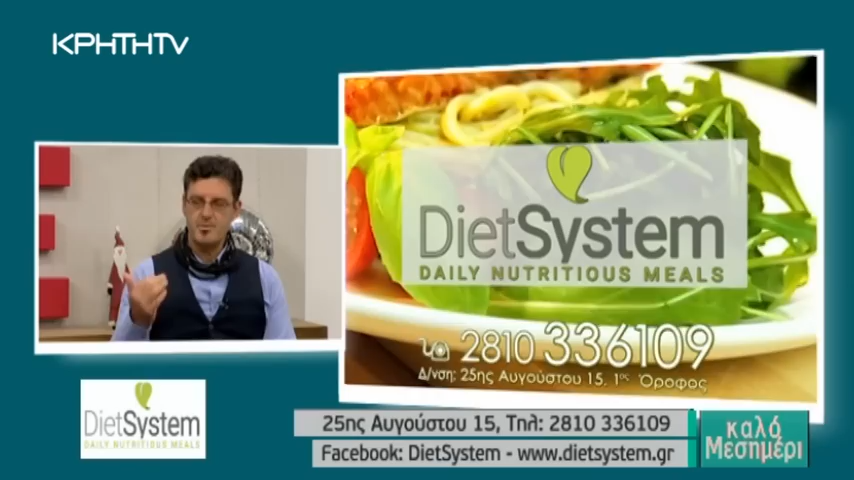 ΚΡΗΤΗTV
DietSystem
DAILY NUTRITIOUS MEALS
2810 336109
Δ/νση: 25ης Αυγούστου 15. 1ος Όροφος
DietSystem
DAILY NUTRITIOUS MEALS
25ης Αυγούστου 15, Τηλ: 2810 336109
Facebook: DietSystem - www.dietsystem.gr
καλό
Μεσημέρι